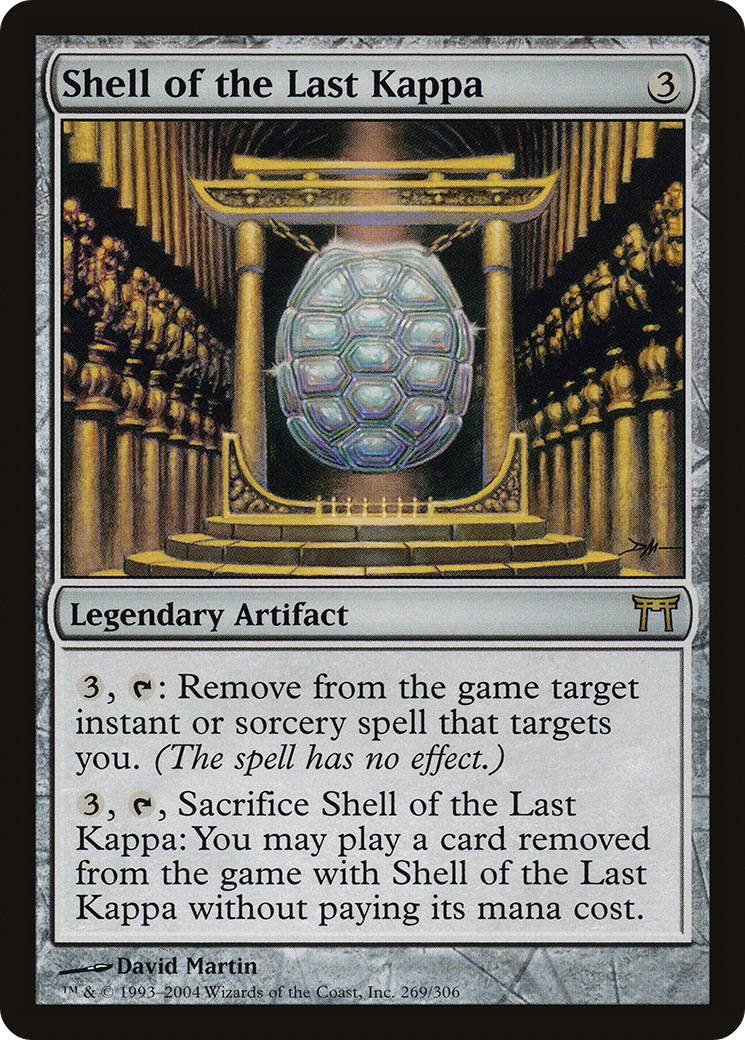 Shell of the Last Kappa 3
DM
Legendary Artifact
3, : Remove from the game target
instant or sorcery spell that targets
you. (The spell has no effect.)
3, , Sacrifice Shell of the Last
Kappa: You may play a card removed
from the game with Shell of the Last
Kappa without paying its mana cost.
David Martin
™ & © 1993–2004 Wizards of the Coast, Inc. 269/306